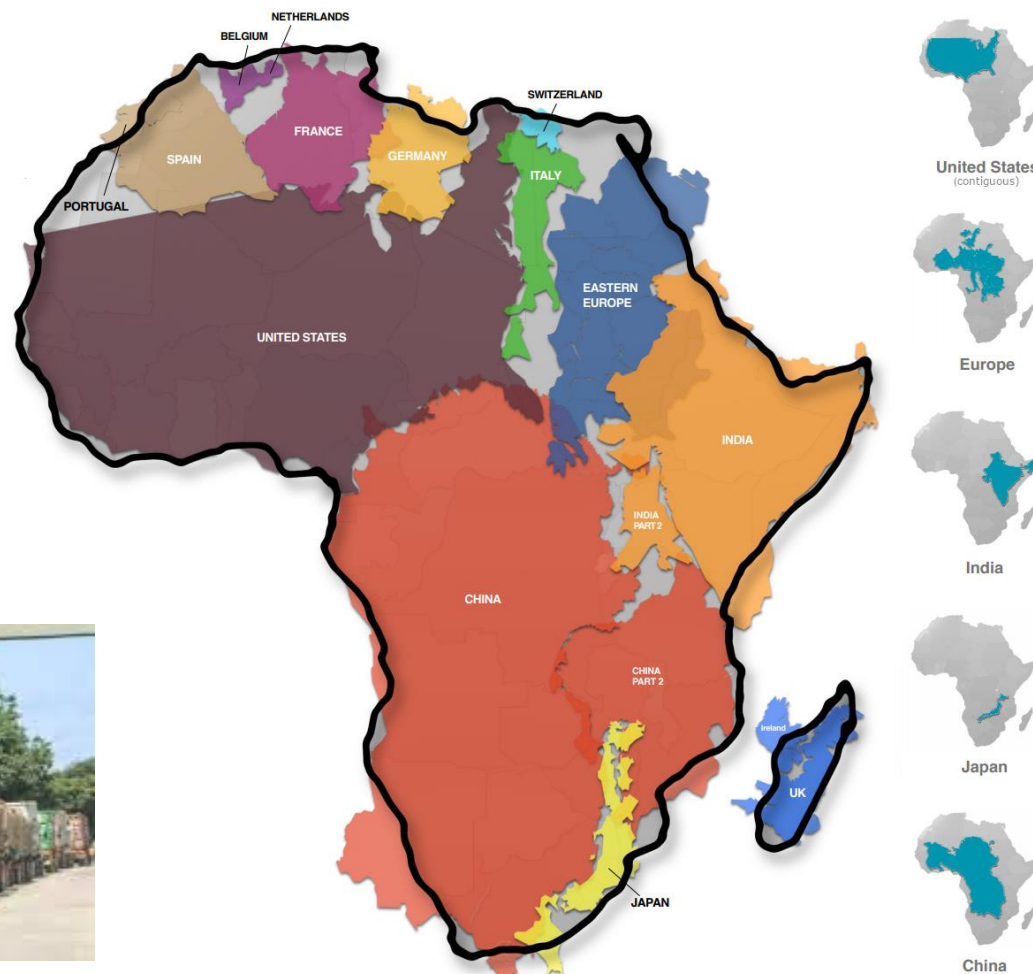 NETHERLANDS
BELGIUM
SWITZERLAND
FRANCE
GERMANY
SPAIN
ITALY
PORTUGAL
EASTERN
EUROPE
UNITED STATES
INDIA
INDIA
PART 2
CHINA
CHINA
PART 2
Ireland
UK
JAPAN
United States
(contiguous)
Europe
India
Japan
China